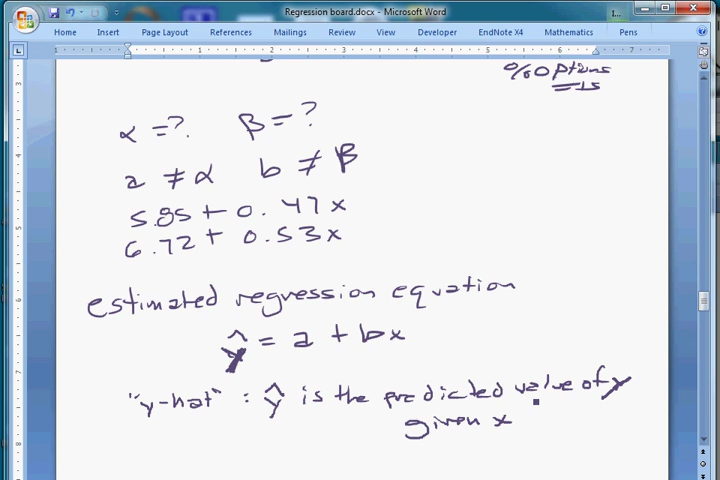 Regression board.docx - Microsoft Word
Home Insert Page Layout References Mailings Review View Developer EndNote X4 Mathematics Pens
% Options
= 15
α = ? β = ?
a ≠ α b ≠ β
5.85 + 0.47x
6.72 + 0.53x
estimated regression equation
ŷ = a + bx
"y-hat" : ŷ is the predicted value of y
given x